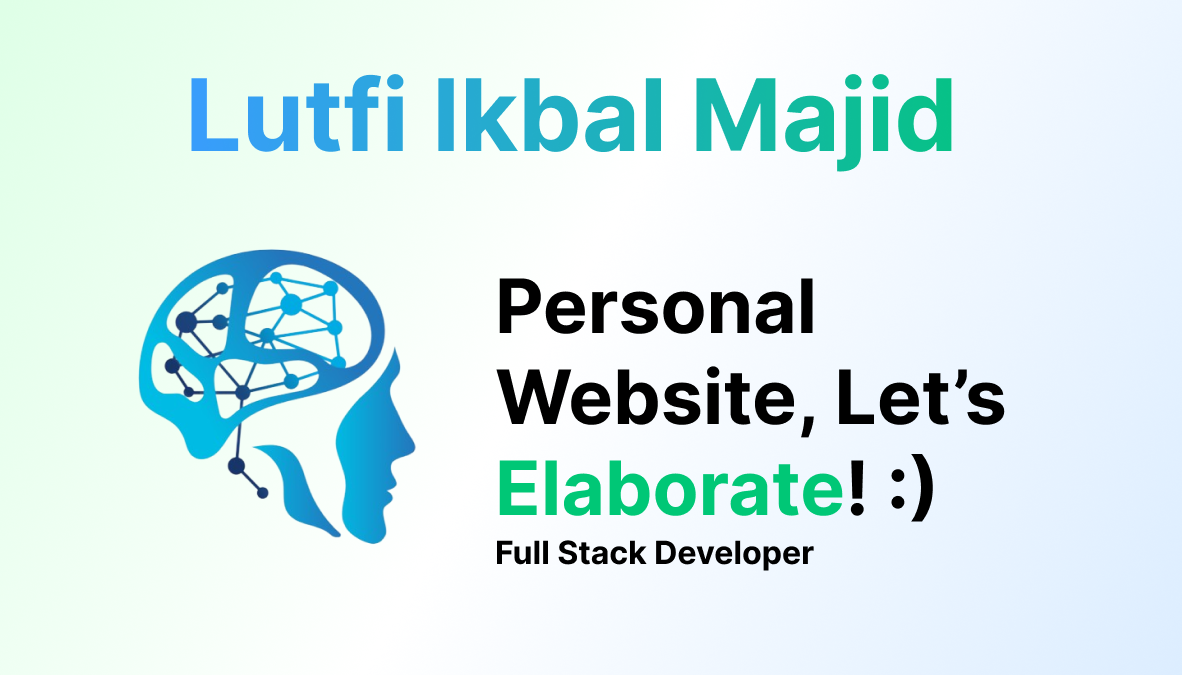 Lutfi Ikbal Majid
Personal
Website, Let’s
Elaborate! :)
Full Stack Developer